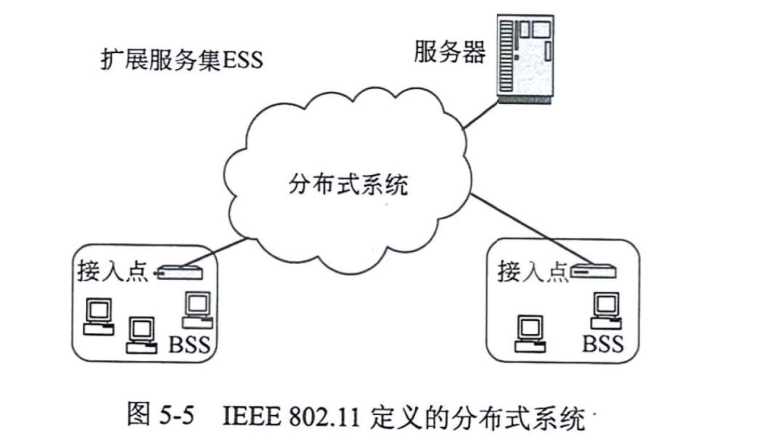 扩展服务集ESS
服务器
分布式系统
接入点
BSS
接入点
BSS
图 5-5 IEEE 802.11 定义的分布式系统